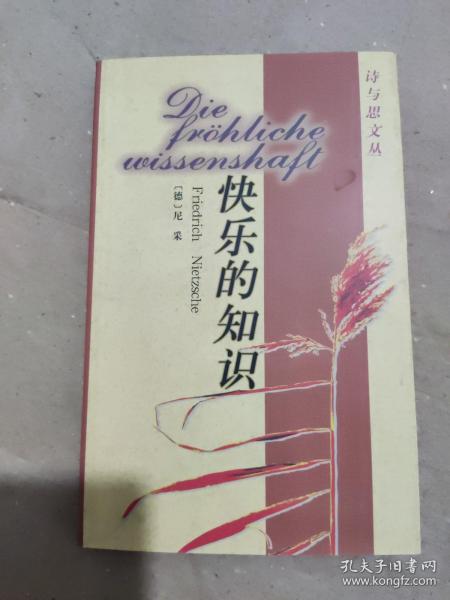 Die
fröhliche
wissenshaft
诗与思文丛
快乐的知识
Friedrich Nietzsche
〔德〕尼采
孔夫子旧书网
www.kongfz.com